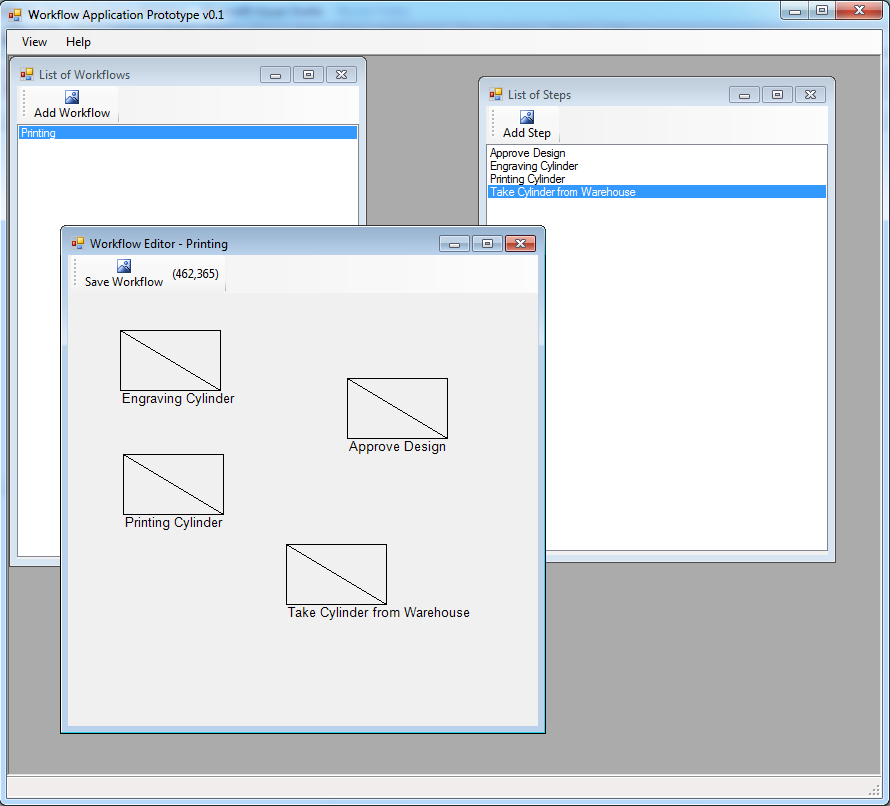 Workflow Application Prototype v0.1
View Help
List of Workflows
Add Workflow
Printing
List of Steps
Add Step
Approve Design
Engraving Cylinder
Printing Cylinder
Take Cylinder from Warehouse
Workflow Editor - Printing
Save Workflow (462,365)
Engraving Cylinder
Approve Design
Printing Cylinder
Take Cylinder from Warehouse